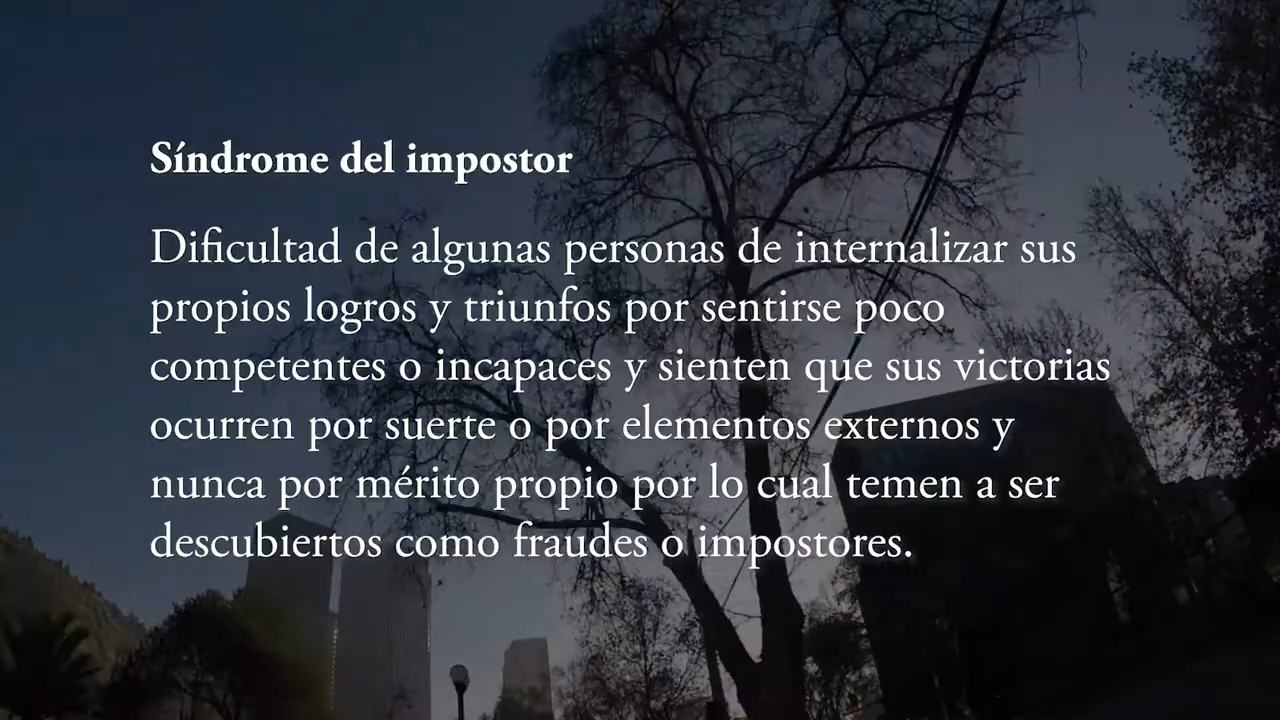 Síndrome del impostor
Dificultad de algunas personas de internalizar sus
propios logros y triunfos por sentirse poco
competentes o incapaces y sienten que sus victorias
ocurren por suerte o por elementos externos y
nunca por mérito propio por lo cual temen a ser
descubiertos como fraudes o impostores.